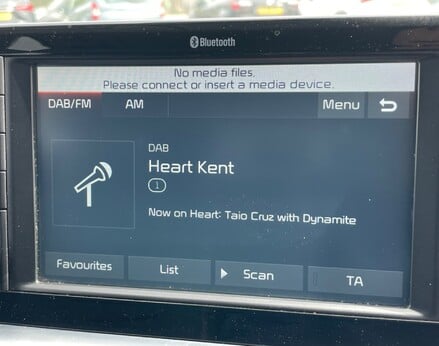 Bluetooth
No media files.
Please connect or insert a media device.
DAB/FM AM Menu
DAB
Heart Kent
1
Now on Heart: Taio Cruz with Dynamite
Favourites List Scan TA